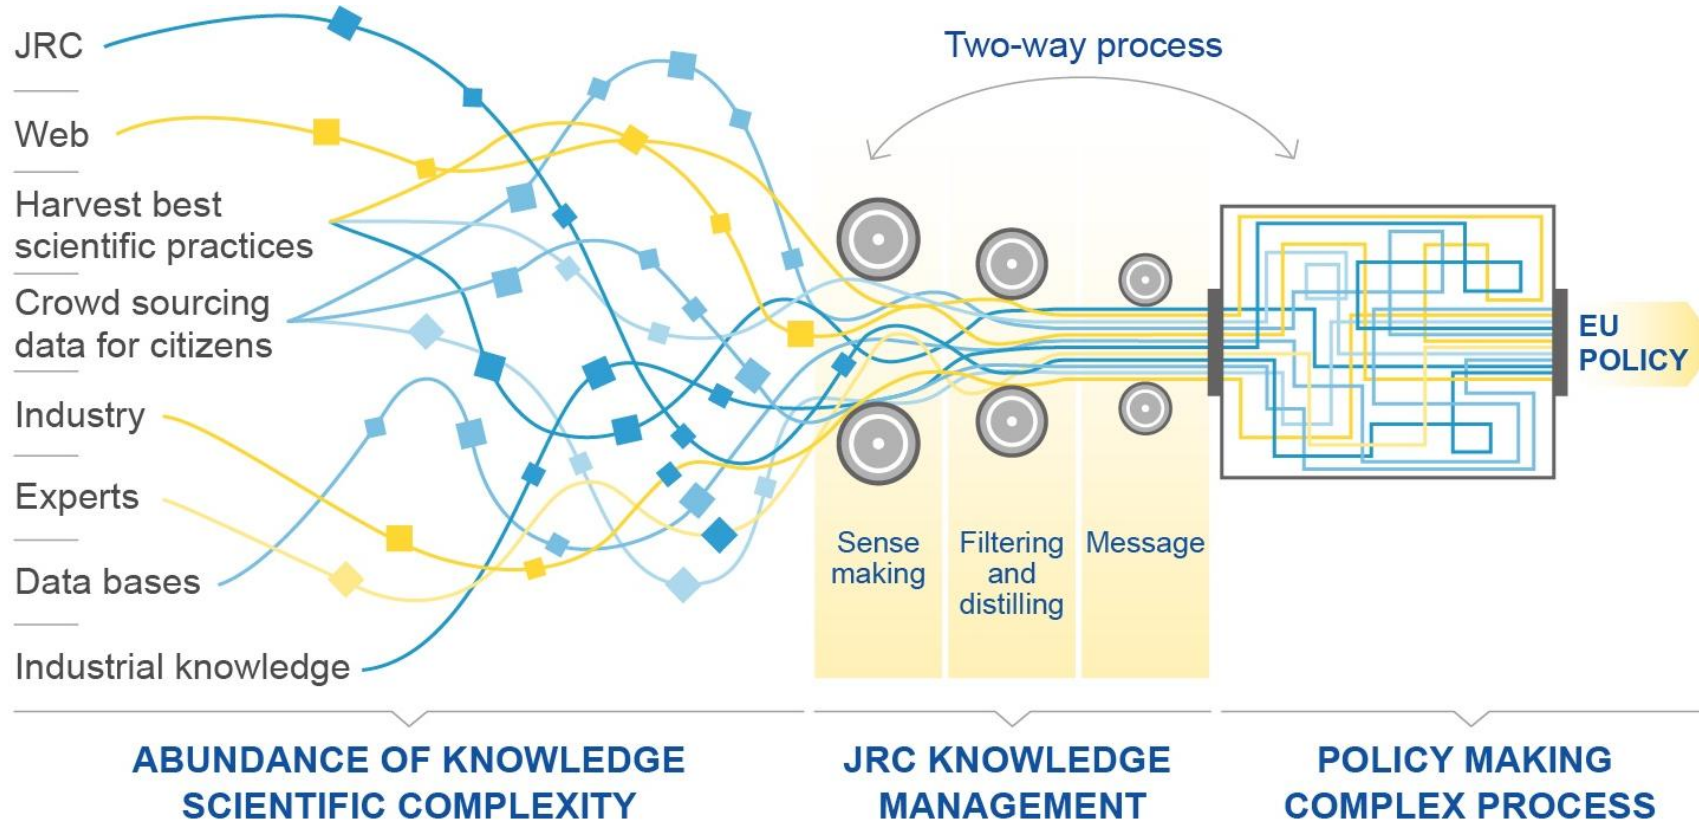 JRC
Web
Harvest best
scientific practices
Crowd sourcing
data for citizens
Industry
Experts
Data bases
Industrial knowledge
Two-way process
Sense
making
Filtering
and
distilling
Message
EU
POLICY
ABUNDANCE OF KNOWLEDGE
SCIENTIFIC COMPLEXITY
JRC KNOWLEDGE
MANAGEMENT
POLICY MAKING
COMPLEX PROCESS